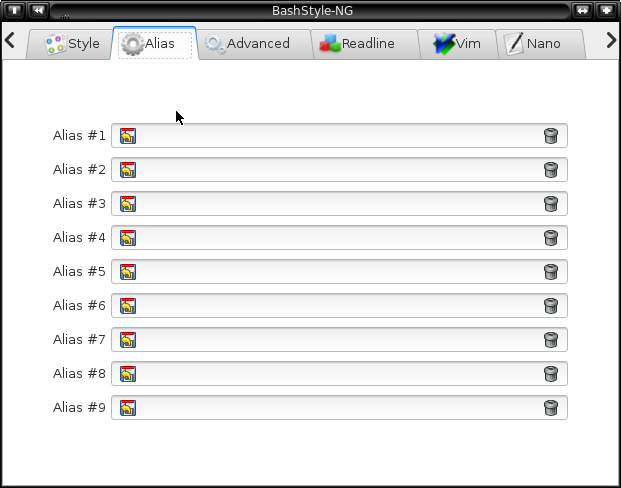 BashStyle-NG
Style Alias Advanced Readline Vim Nano
Alias #1
Alias #2
Alias #3
Alias #4
Alias #5
Alias #6
Alias #7
Alias #8
Alias #9